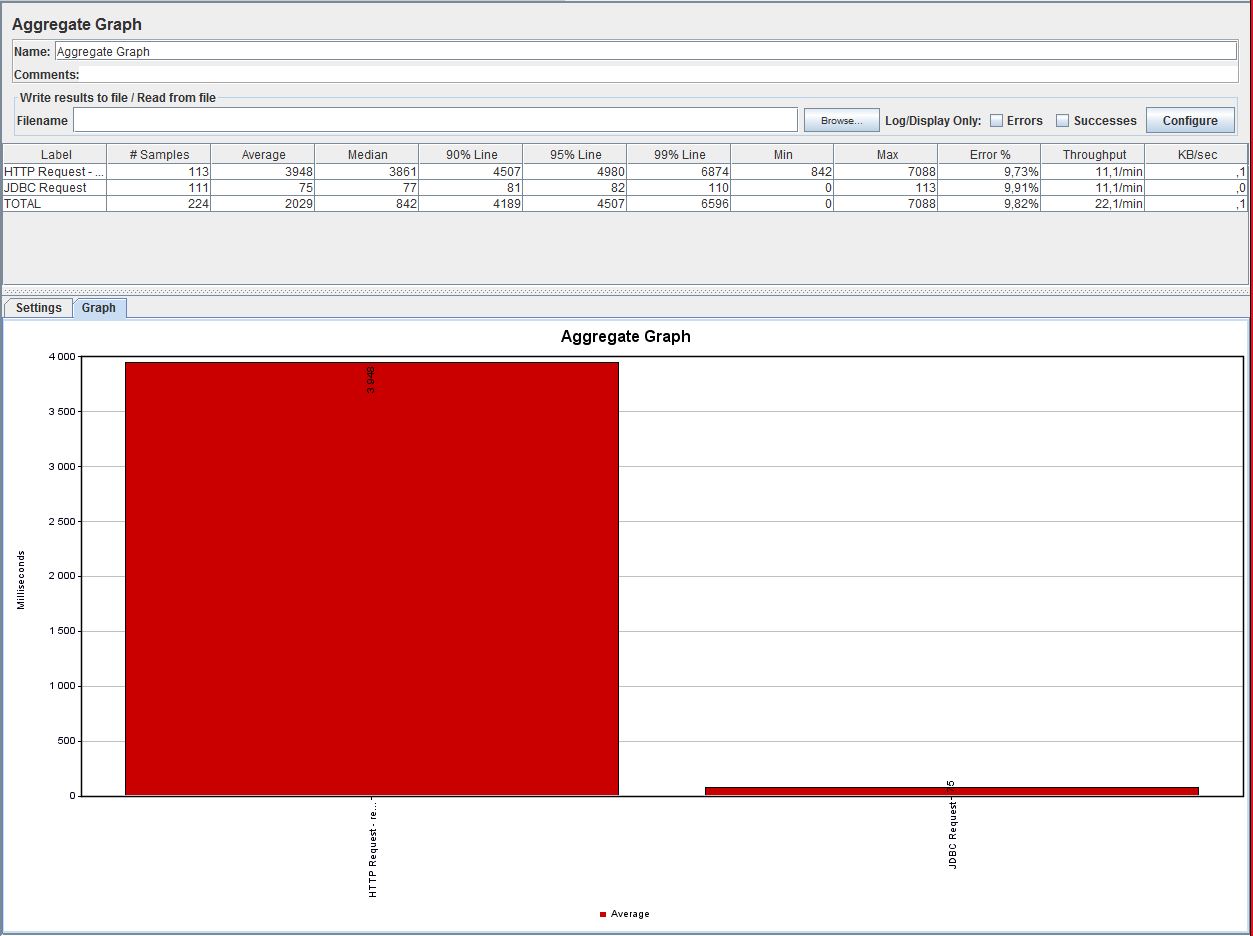 Aggregate Graph
Name: Aggregate Graph
Comments:
Write results to file / Read from file
Filename Browse... Log/Display Only: Errors Successes Configure
Label # Samples Average Median 90% Line 95% Line 99% Line Min Max Error % Throughput KB/sec
HTTP Request - ... 113 3948 3861 4507 4980 6874 842 7088 9,73% 11,1/min ,1
JDBC Request 111 75 77 81 82 110 0 113 9,91% 11,1/min ,0
TOTAL 224 2029 842 4189 4507 6596 0 7088 9,82% 22,1/min ,1
Settings Graph
Aggregate Graph
4 000
3 948
3 500
3 000
2 500
2 000
1 500
1 000
500
0
Milliseconds
HTTP Request - re...
JDBC Request
Average